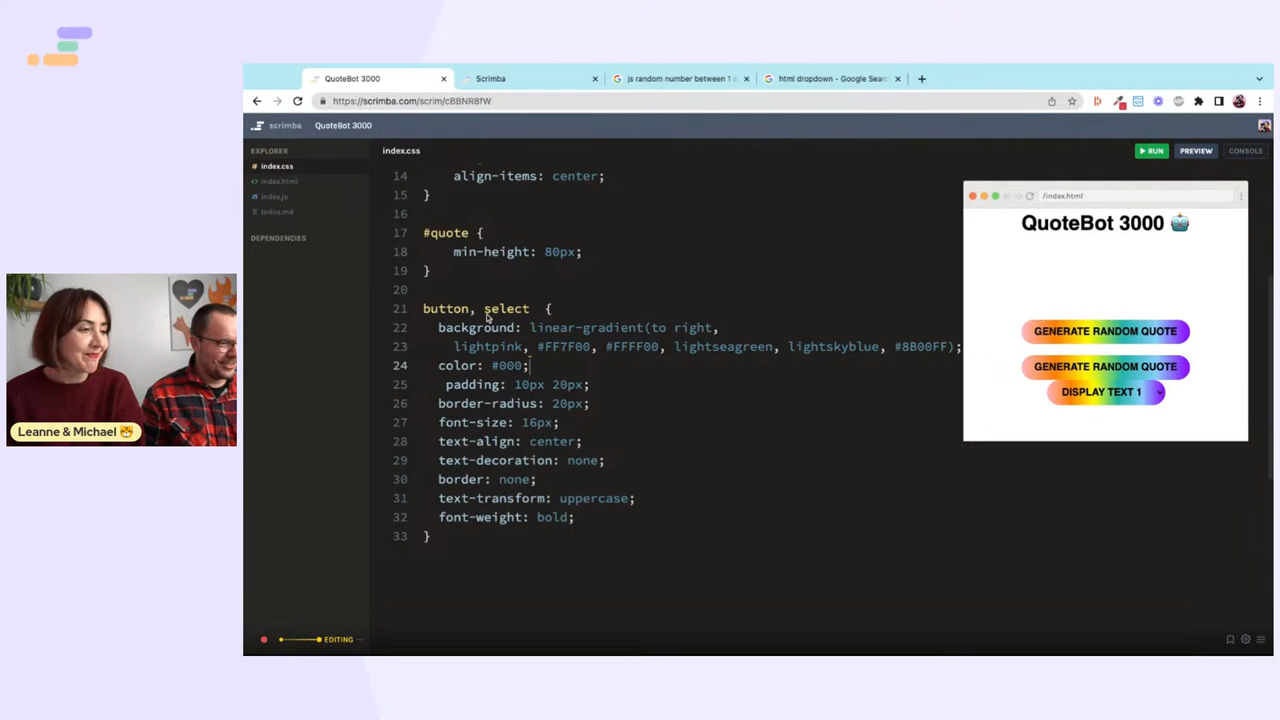 QuoteBot 3000
Scrimba
js random number between 1 a
html dropdown - Google Sear
https://scrimba.com/scrim/cBBNR8fW
scrimba QuoteBot 3000
EXPLORER
index.css
index.html
index.js
todos.md
DEPENDENCIES
index.css
RUN
PREVIEW
CONSOLE
14 align-items: center;
15 }
16
17 #quote {
18 min-height: 80px;
19 }
20
21 button, select {
22 background: linear-gradient(to right,
23 lightpink, #FF7F00, #FFFF00, lightseagreen, lightskyblue, #8B00FF);
24 color: #000;
25 padding: 10px 20px;
26 border-radius: 20px;
27 font-size: 16px;
28 text-align: center;
29 text-decoration: none;
30 border: none;
31 text-transform: uppercase;
32 font-weight: bold;
33 }
/index.html
QuoteBot 3000 🤖
GENERATE RANDOM QUOTE
GENERATE RANDOM QUOTE
DISPLAY TEXT 1
Leanne & Michael 🐯
EDITING